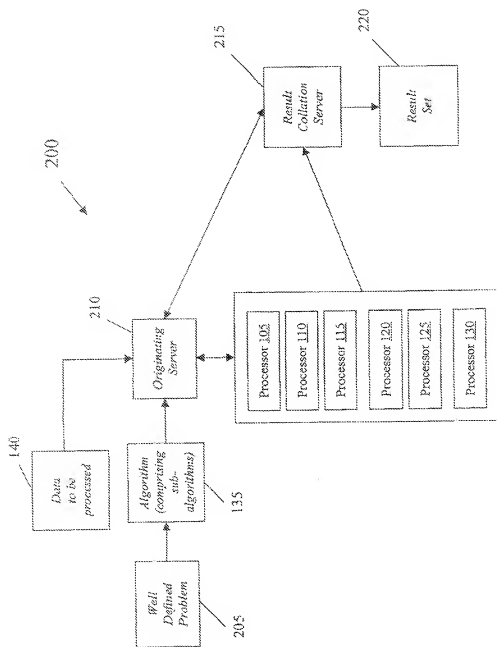 200
140
Data
to be
processed
210
Originating
Server
Algorithm
(comprising
sub-
algorithms)
135
Well
Defined
Problem
205
Processor 105
Processor 110
Processor 115
Processor 120
Processor 125
Processor 130
215
Result
Collation
Server
220
Result
Set